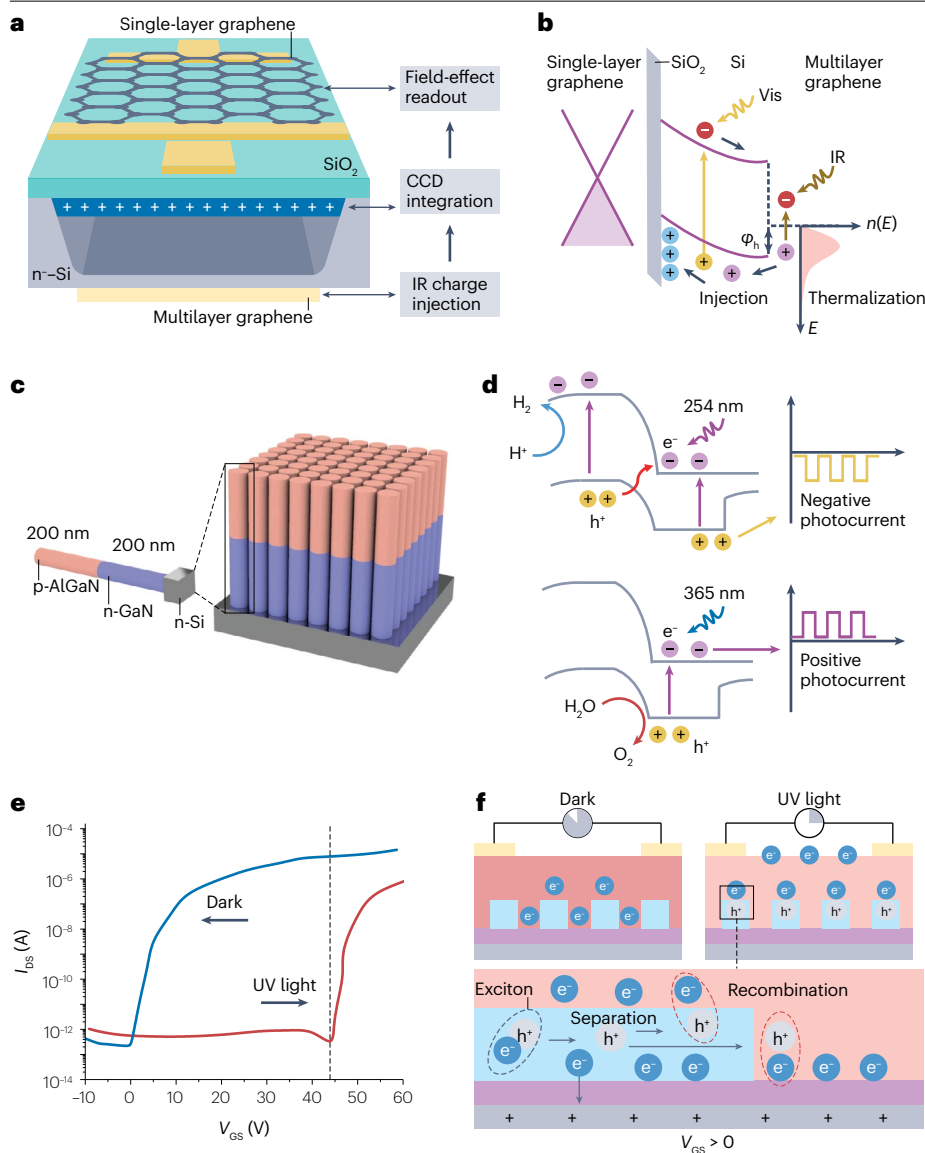 a
Single-layer graphene
Field-effect
readout
SiO2
CCD
integration
+ + + + + + + + + + + + + + + +
n−–Si
IR charge
injection
Multilayer graphene
b
Single-layer
graphene
SiO2
Si
Multilayer
graphene
Vis
−
IR
−
n(E)
φh
+
+
+
+
+
+
Injection
Thermalization
E
c
200 nm
200 nm
p-AlGaN
n-GaN
n-Si
d
− −
H2
254 nm
e−
H+
− −
+ +
h+
Negative
photocurrent
+ +
365 nm
e−
− −
Positive
photocurrent
H2O
+ + h+
O2
e
10−4
10−6
10−8
10−10
10−12
10−14
IDS (A)
Dark
UV light
−10 0 10 20 30 40 50 60
VGS (V)
f
Dark
UV light
e− e− e−
e− e−
e− e− e−
e− e− e− e−
h+ h+ h+ h+
Exciton
e− e− e−
Recombination
Separation
h+
h+
h+
h+
e−
e− e− e− e− e− e−
+ + + + + + +
VGS > 0